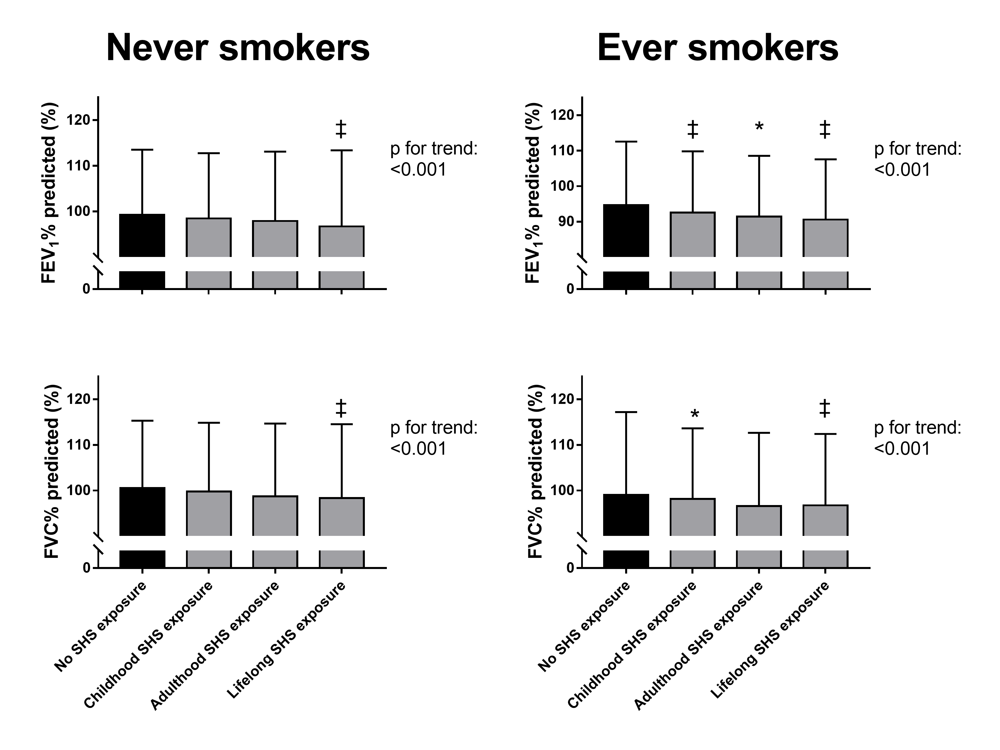 Never smokers
Ever smokers
FEV1% predicted (%)
120
110
100
0
‡
p for trend:
<0.001
FEV1% predicted (%)
120
110
100
90
0
‡
*
‡
p for trend:
<0.001
FVC% predicted (%)
120
110
100
0
‡
p for trend:
<0.001
No SHS exposure
Childhood SHS exposure
Adulthood SHS exposure
Lifelong SHS exposure
FVC% predicted (%)
120
110
100
0
*
‡
p for trend:
<0.001
No SHS exposure
Childhood SHS exposure
Adulthood SHS exposure
Lifelong SHS exposure